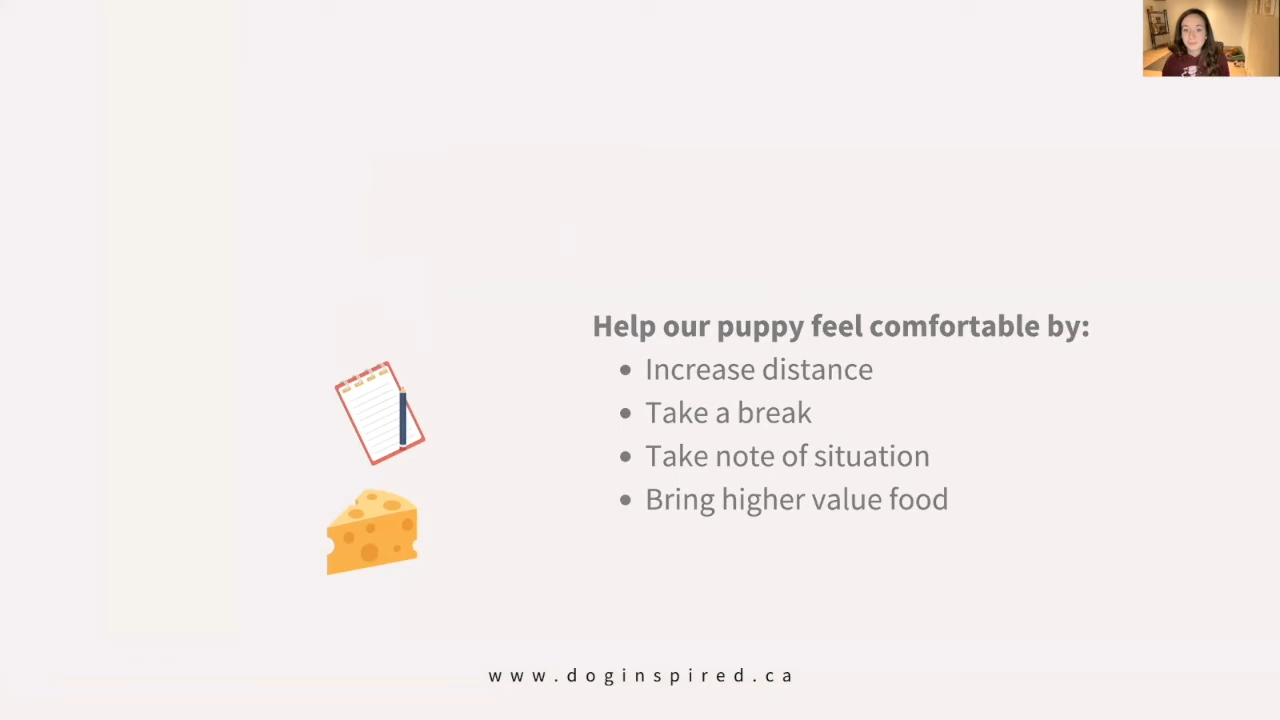 Help our puppy feel comfortable by:
• Increase distance
• Take a break
• Take note of situation
• Bring higher value food
www.doginspired.ca